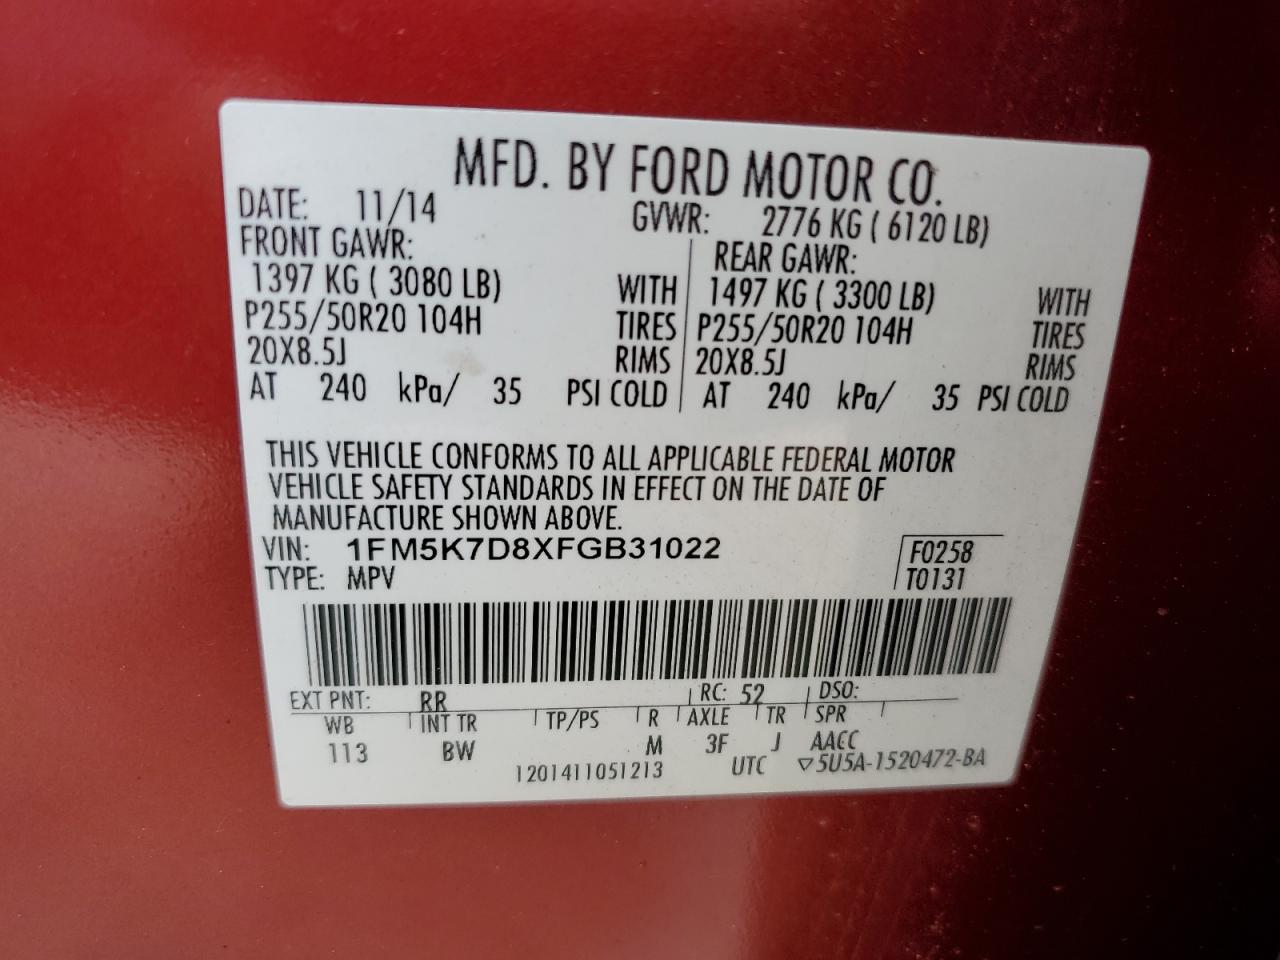 MFD. BY FORD MOTOR CO.
DATE: 11/14 GVWR: 2776 KG ( 6120 LB)
FRONT GAWR: REAR GAWR:
1397 KG ( 3080 LB) WITH 1497 KG ( 3300 LB) WITH
P255/50R20 104H TIRES P255/50R20 104H TIRES
20X8.5J RIMS 20X8.5J RIMS
AT 240 kPa/ 35 PSI COLD AT 240 kPa/ 35 PSI COLD
THIS VEHICLE CONFORMS TO ALL APPLICABLE FEDERAL MOTOR
VEHICLE SAFETY STANDARDS IN EFFECT ON THE DATE OF
MANUFACTURE SHOWN ABOVE.
VIN: 1FM5K7D8XFGB31022 F0258
TYPE: MPV T0131
EXT PNT: RR RC: 52 DSO:
WB INT TR TP/PS R AXLE TR SPR
113 BW M 3F J AACC
1201411051213 UTC ▽5U5A-1520472-BA